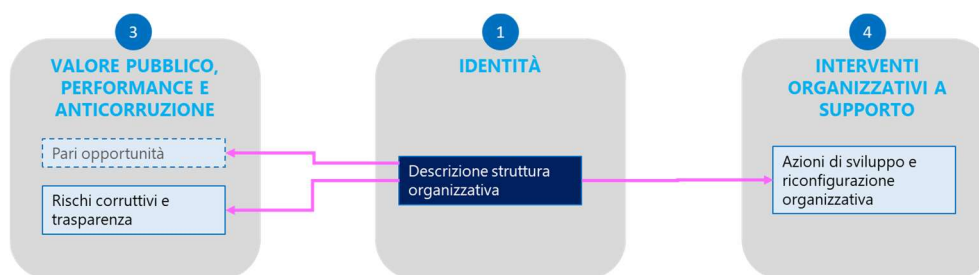 3
VALORE PUBBLICO,
PERFORMANCE E
ANTICORRUZIONE
Pari opportunità
Rischi corruttivi e
trasparenza
1
IDENTITÀ
Descrizione struttura
organizzativa
4
INTERVENTI
ORGANIZZATIVI A
SUPPORTO
Azioni di sviluppo e
riconfigurazione
organizzativa